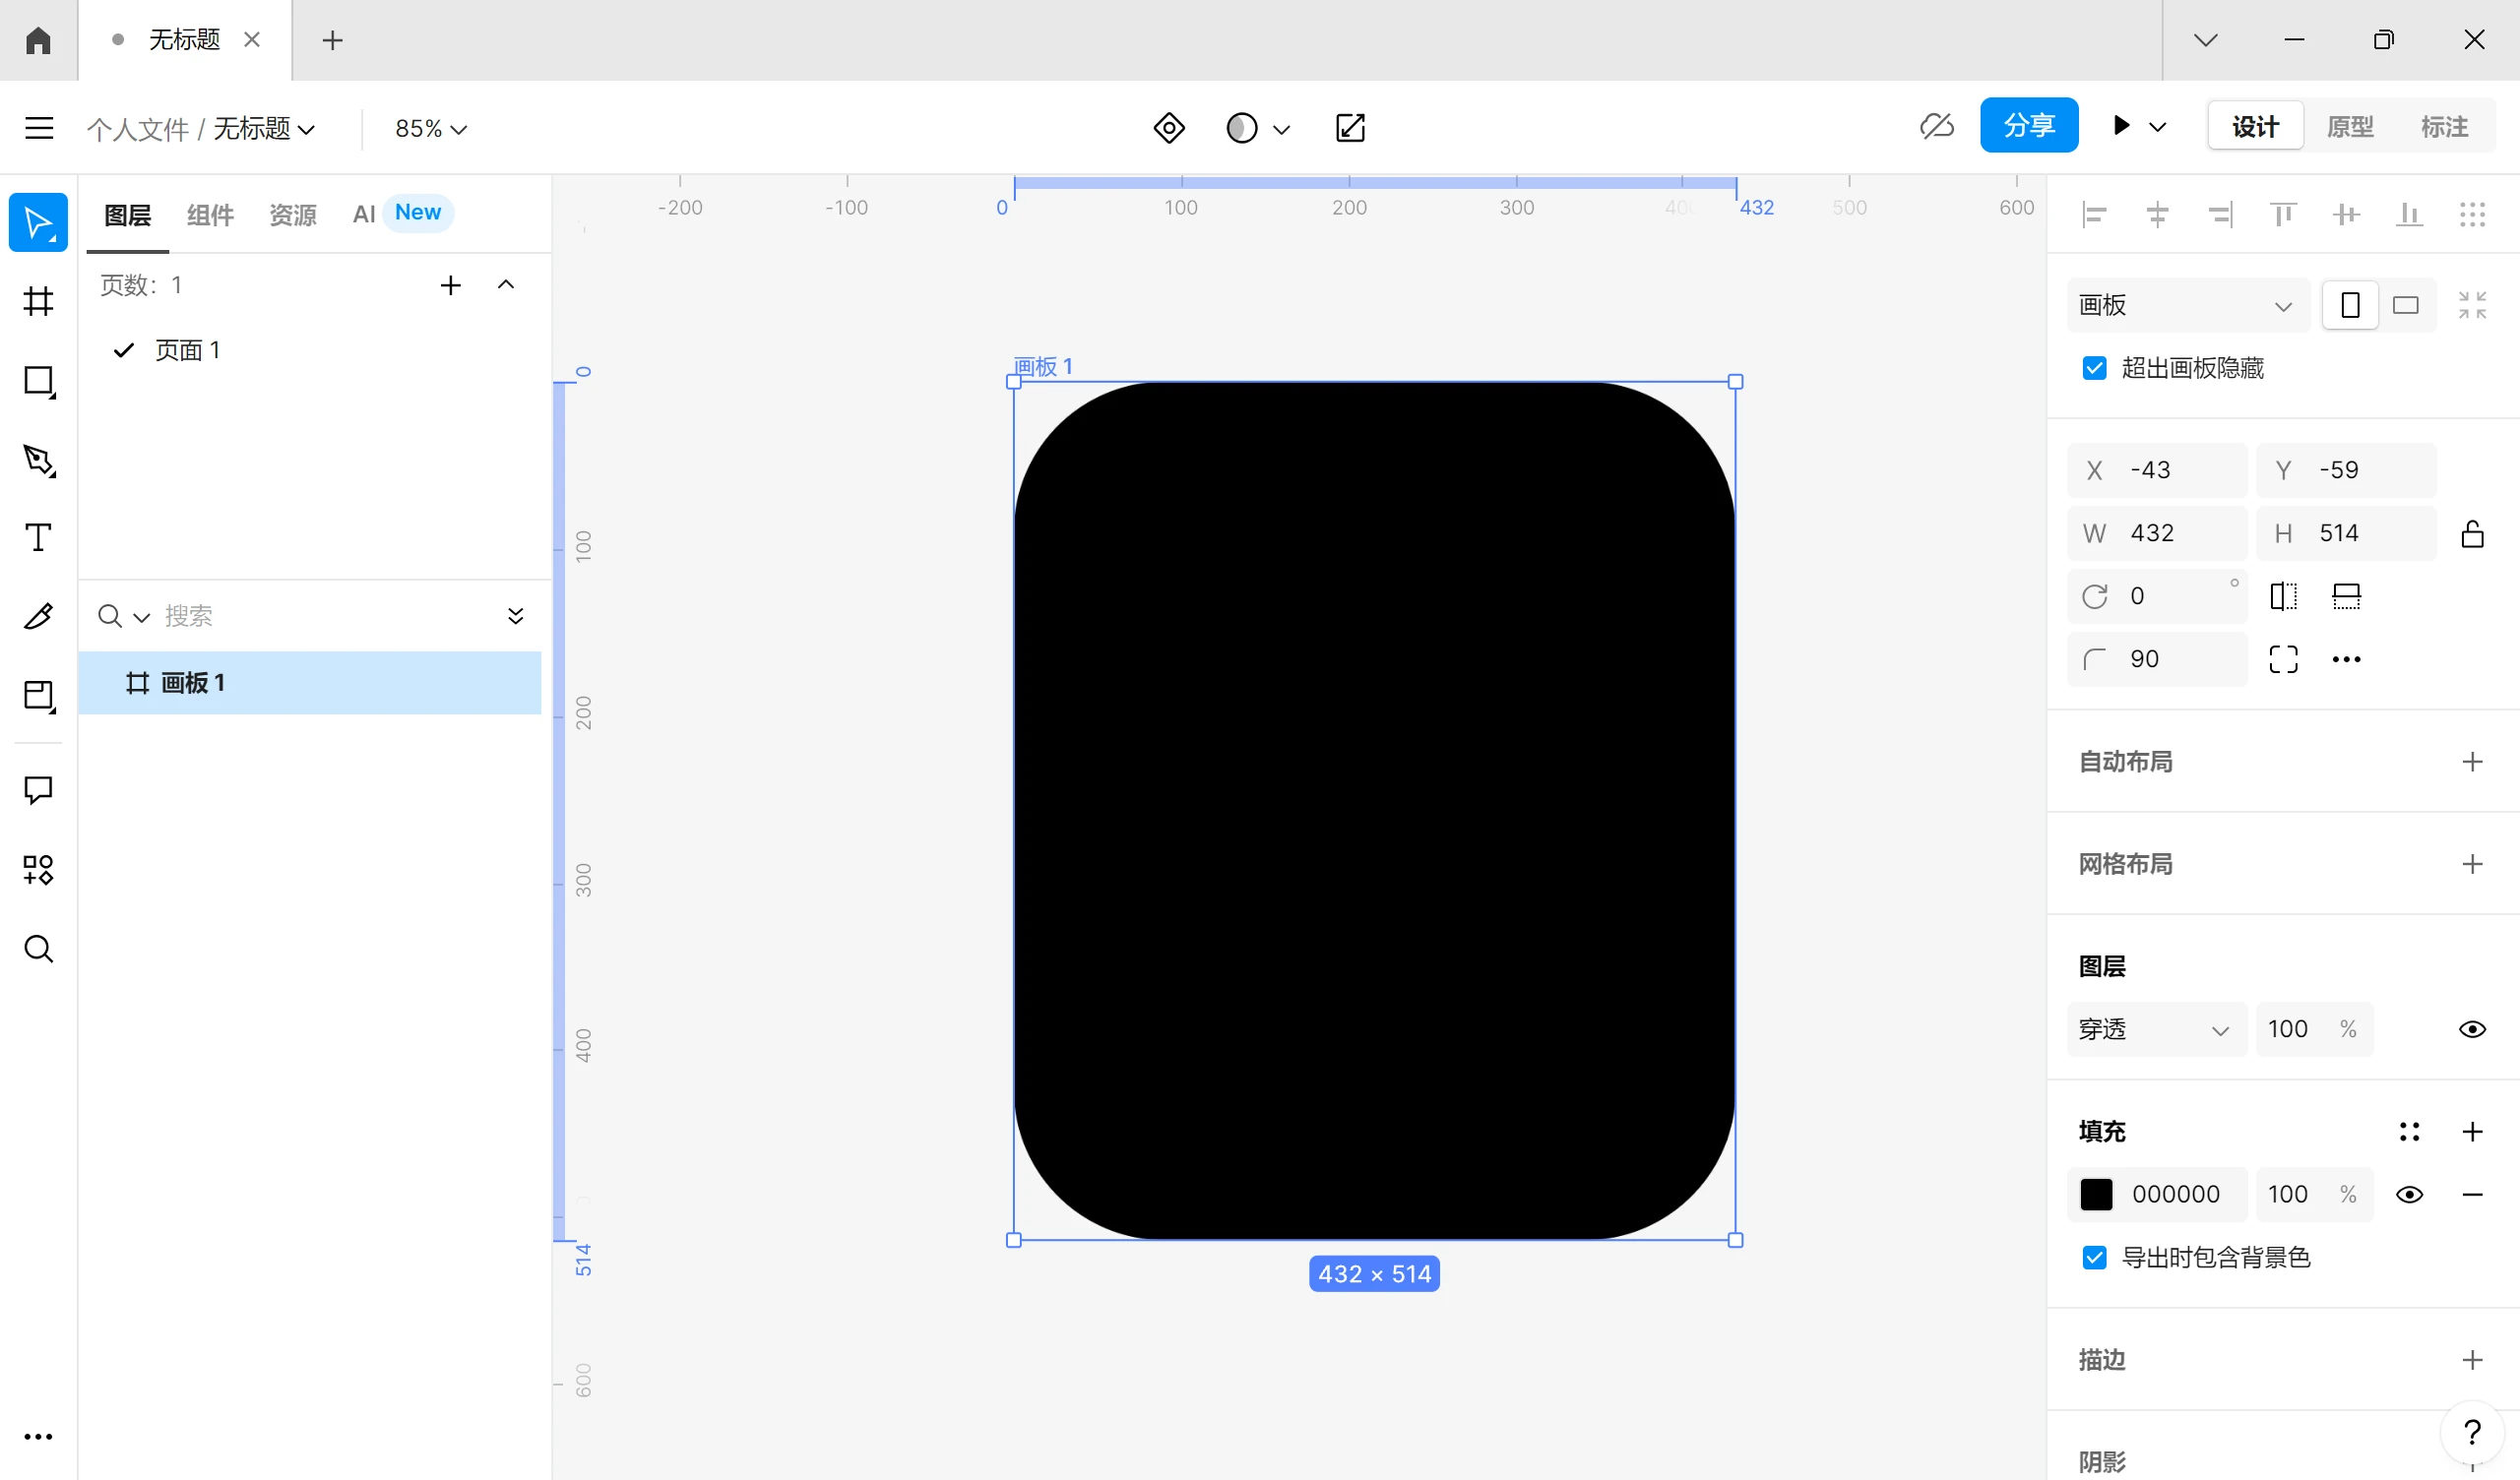 无标题
个人文件 / 无标题
85%
分享
设计 原型 标注
图层 组件 资源 AI New
页数: 1
页面 1
搜索
画板 1
-200 -100 0 100 200 300 432 500 600
0
100
200
300
400
514
600
画板 1
432 × 514
画板
超出画板隐藏
X -43 Y -59
W 432 H 514
0 °
90
自动布局
网格布局
图层
穿透 100 %
填充
000000 100 %
导出时包含背景色
描边
阴影
?